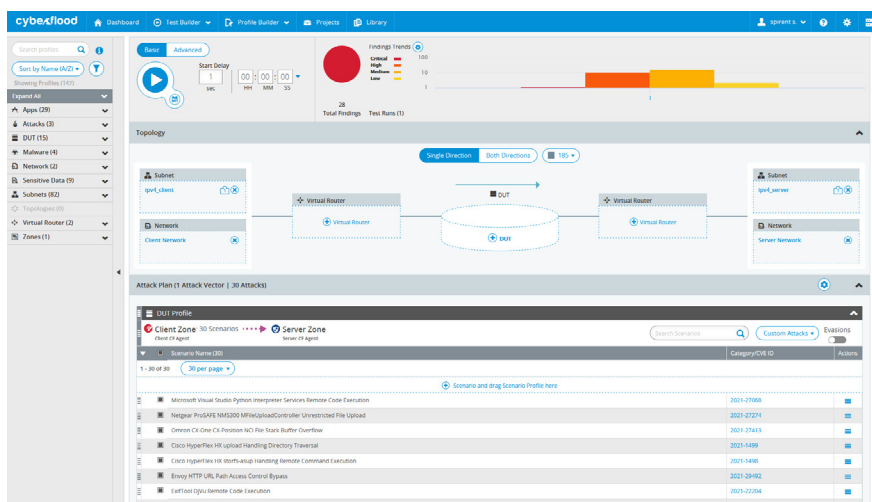 cyberflood Dashboard Test Builder Profile Builder Projects Library spirent s.
Search profiles
Sort by Name (A/Z)
Showing Profiles (147)
Expand All
Apps (29)
Attacks (3)
DUT (15)
Malware (4)
Network (2)
Sensitive Data (9)
Subnets (82)
Topologies (0)
Virtual Router (2)
Zones (1)
Basic Advanced
Start Delay
1 00 : 00 : 00
sec HH MM SS
Findings Trends
Critical
High
Medium
Low
100
10
1
1
28
Total Findings Test Runs (1)
Topology
Single Direction Both Directions 185
Subnet
ipv4_client
Network
Client Network
Virtual Router
Virtual Router
DUT
DUT
Virtual Router
Virtual Router
Subnet
ipv4_server
Network
Server Network
Attack Plan (1 Attack Vector | 30 Attacks)
DUT Profile
Client Zone: 30 Scenarios Server Zone
Client CF Agent Server CF Agent
Search Scenarios Custom Attacks Evasions
Scenario Name (30) Category/CVE ID Actions
1 - 30 of 30 30 per page
Scenario and drag Scenario Profile here
Microsoft Visual Studio Python Interpreter Services Remote Code Execution 2021-27068
Netgear ProSAFE NMS300 MFileUploadController Unrestricted File Upload 2021-27274
Omron CX-One CX-Position NCI File Stack Buffer Overflow 2021-27413
Cisco HyperFlex HX upload Handling Directory Traversal 2021-1499
Cisco HyperFlex HX storfs-asup Handling Remote Command Execution 2021-1498
Envoy HTTP URL Path Access Control Bypass 2021-29492
ExifTool DjVu Remote Code Execution 2021-22204